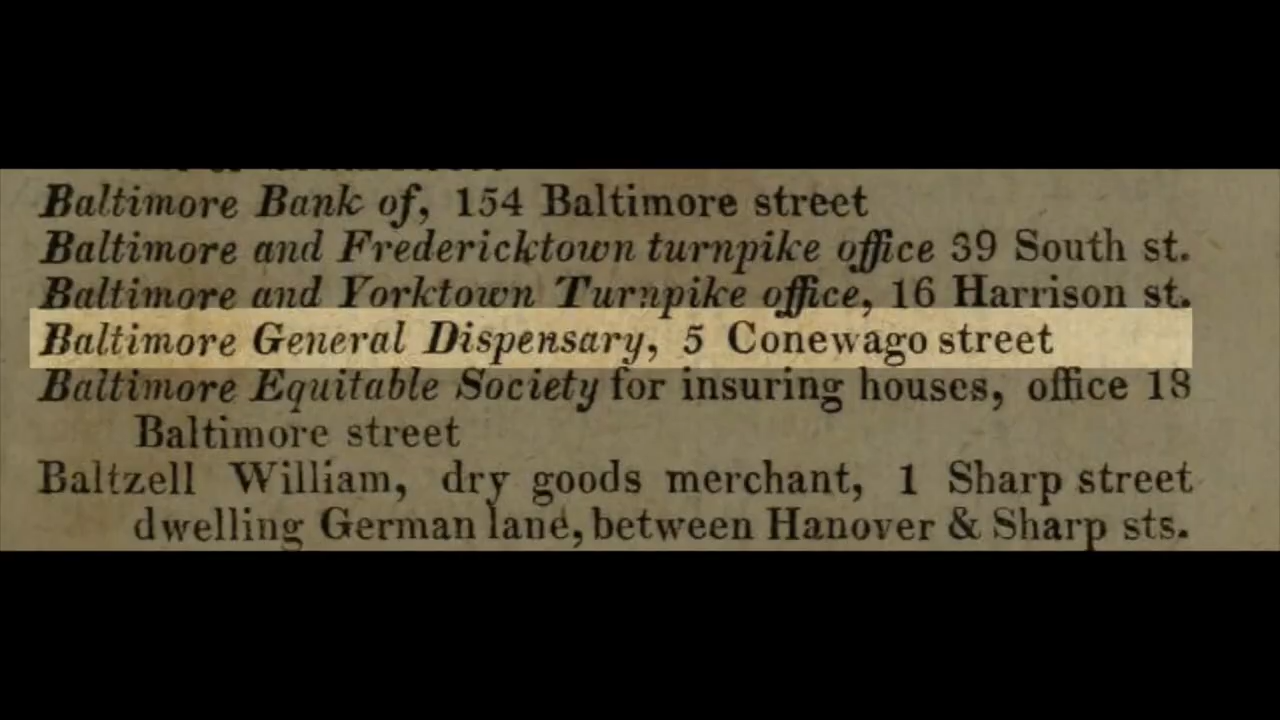 Baltimore Bank of, 154 Baltimore street
Baltimore and Fredericktown turnpike office 39 South st.
Baltimore and Yorktown Turnpike office, 16 Harrison st.
Baltimore General Dispensary, 5 Conewago street
Baltimore Equitable Society for insuring houses, office 18
Baltimore street
Baltzell William, dry goods merchant, 1 Sharp street
dwelling German lane, between Hanover & Sharp sts.